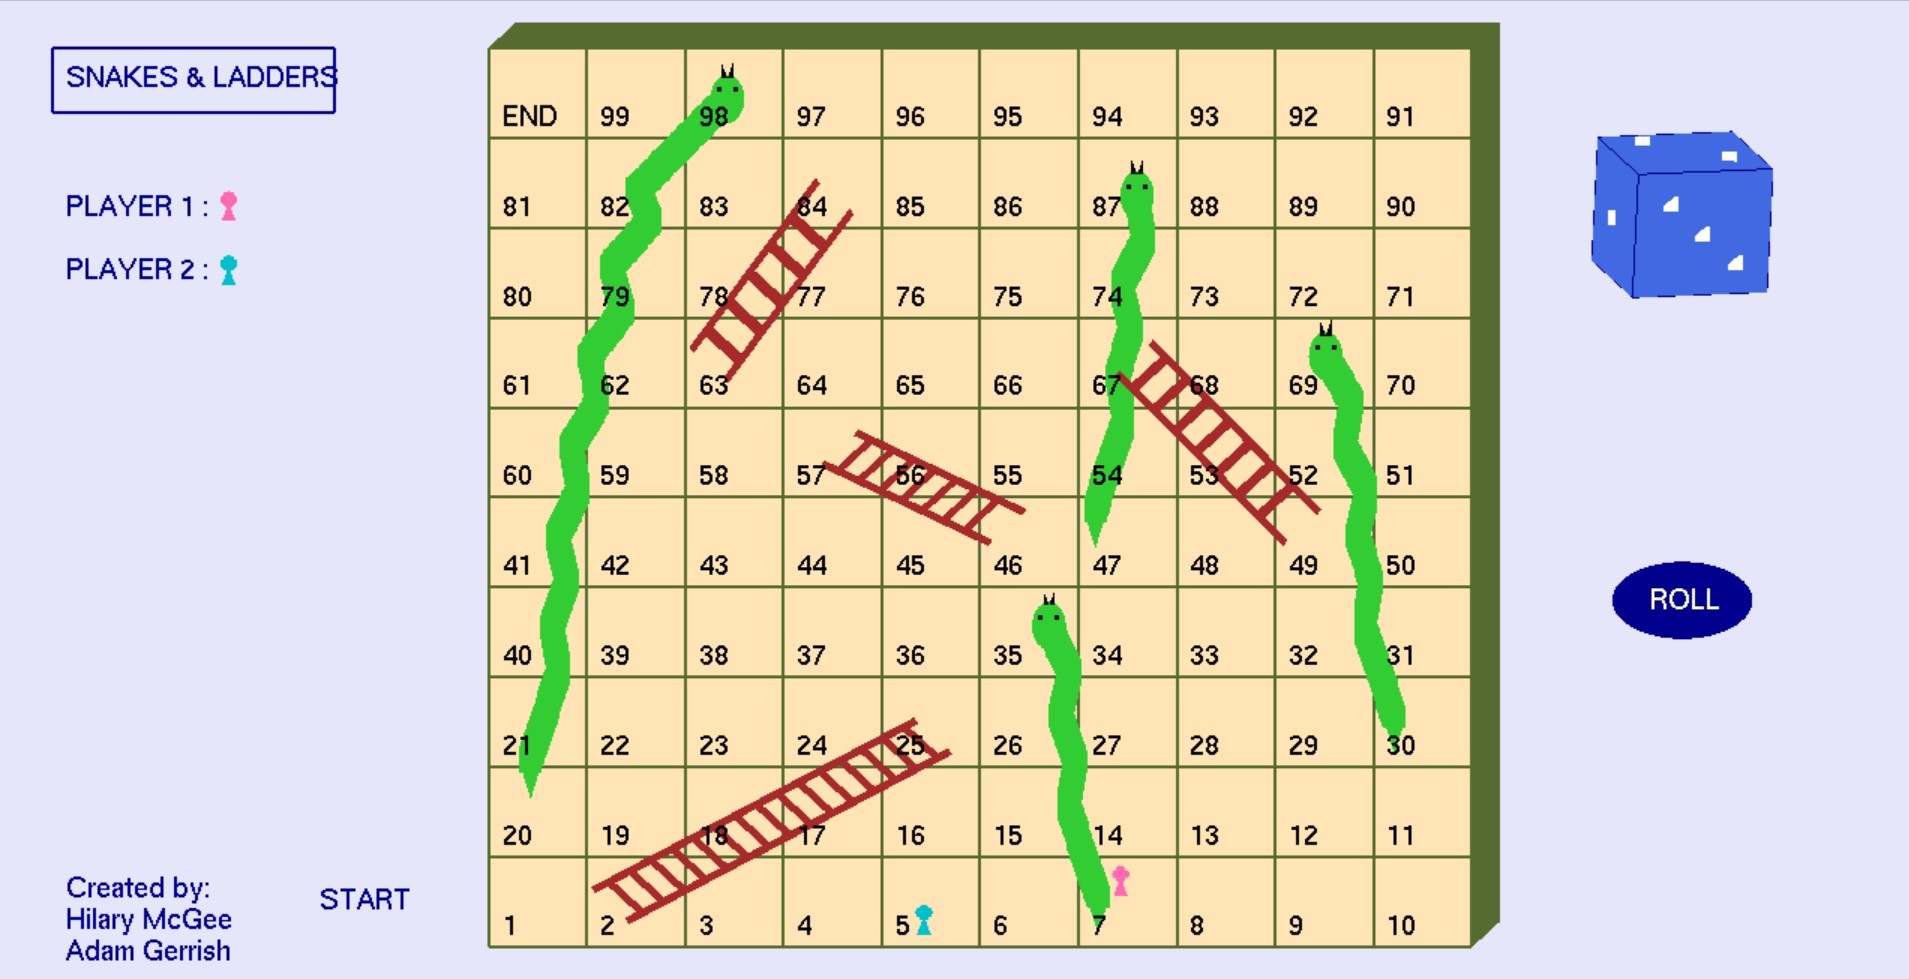 SNAKES & LADDERS
PLAYER 1 :
PLAYER 2 :
END 99 98 97 96 95 94 93 92 91
81 82 83 84 85 86 87 88 89 90
80 79 78 77 76 75 74 73 72 71
61 62 63 64 65 66 67 68 69 70
60 59 58 57 56 55 54 53 52 51
41 42 43 44 45 46 47 48 49 50
40 39 38 37 36 35 34 33 32 31
21 22 23 24 25 26 27 28 29 30
20 19 18 17 16 15 14 13 12 11
1 2 3 4 5 6 7 8 9 10
ROLL
START
Created by:
Hilary McGee
Adam Gerrish